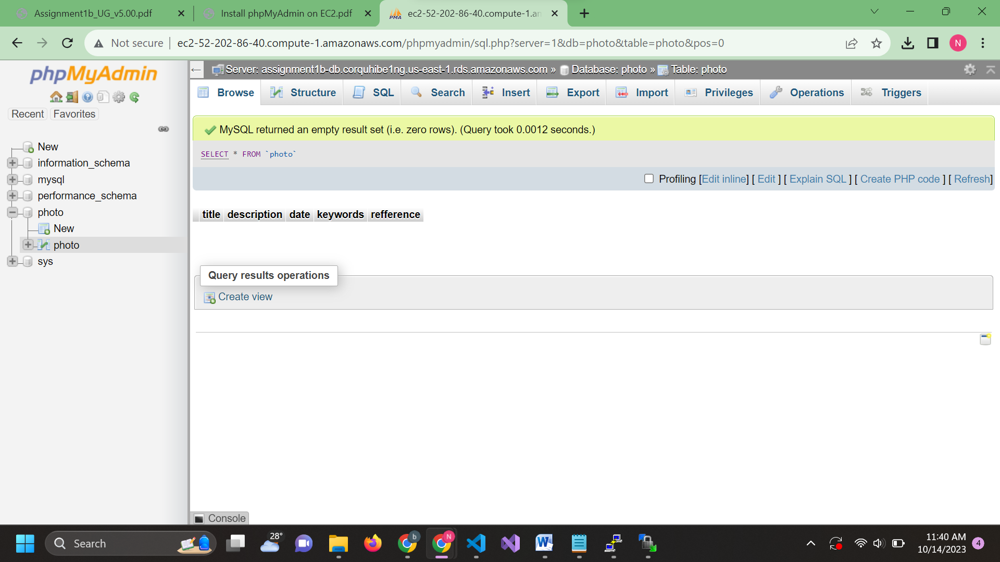 Assignment1b_UG_v5.00.pdf
Install phpMyAdmin on EC2.pdf
PMA
ec2-52-202-86-40.compute-1.an
Not secure
ec2-52-202-86-40.compute-1.amazonaws.com/phpmyadmin/sql.php?server=1&db=photo&table=photo&pos=0
N
phpMyAdmin
Recent
Favorites
New
information_schema
mysql
performance_schema
photo
New
photo
sys
Server: assignment1b-db.corquhibe1ng.us-east-1.rds.amazonaws.com » Database: photo » Table: photo
Browse
Structure
SQL
Search
Insert
Export
Import
Privileges
Operations
Triggers
MySQL returned an empty result set (i.e. zero rows). (Query took 0.0012 seconds.)
SELECT * FROM `photo`
Profiling [Edit inline] [ Edit ] [ Explain SQL ] [ Create PHP code ] [ Refresh]
title description date keywords refference
Query results operations
Create view
Console
Search
28°
b
N
11:40 AM
10/14/2023
4